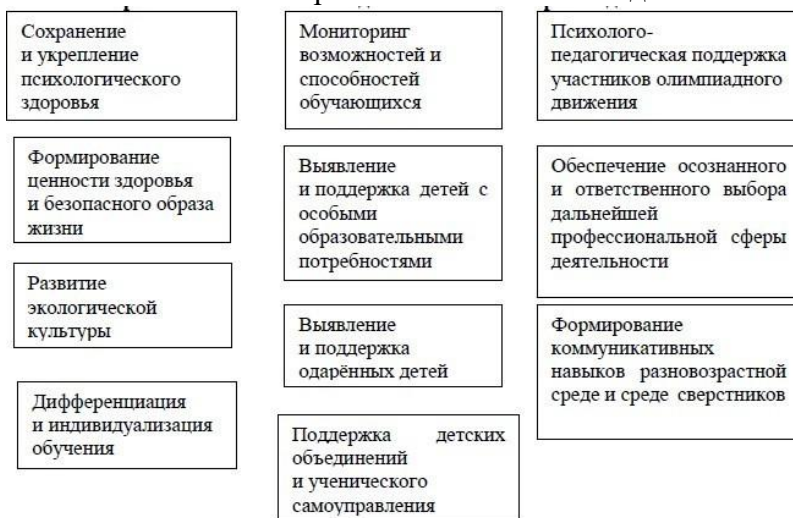 Сохранение
и укрепление
психологического
здоровья
Формирование
ценности здоровья
и безопасного образа
жизни
Развитие
экологической
культуры
Дифференциация
и индивидуализация
обучения
Мониторинг
возможностей и
способностей
обучающихся
Выявление
и поддержка детей с
особыми
образовательными
потребностями
Выявление
и поддержка
одарённых детей
Поддержка детских
объединений
и ученического
самоуправления
Психолого-
педагогическая поддержка
участников олимпиадного
движения
Обеспечение осознанного
и ответственного выбора
дальнейшей
профессиональной сферы
деятельности
Формирование
коммуникативных
навыков разновозрастной
среде и среде сверстников